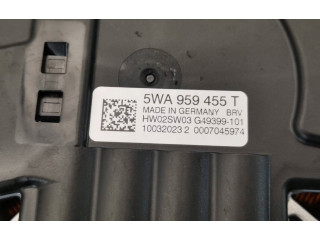 5WA 959 455 T
MADE IN GERMANY BRV
HW02SW03 G49399-101
10032023 2 0007045974